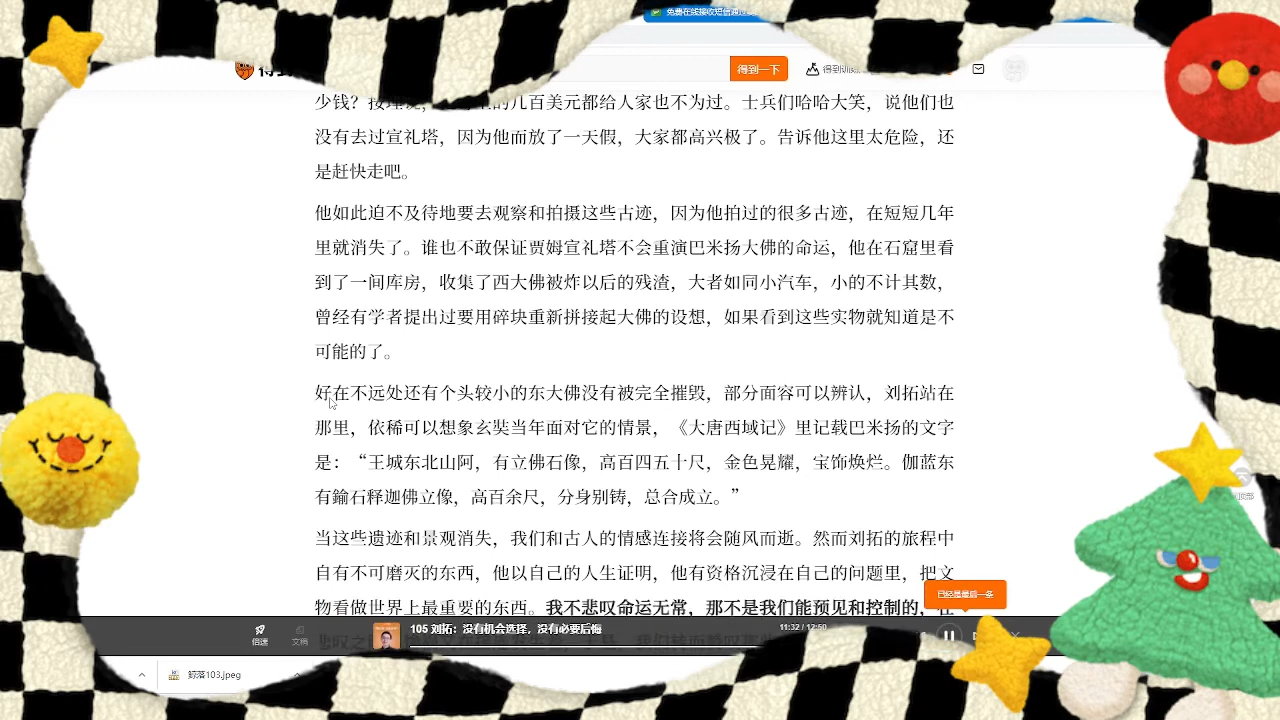 免费在线接收短信通过
得到一下
得到训练
少钱？按理说，的几百美元都给人家也不为过。士兵们哈哈大笑，说他们也
没有去过宣礼塔，因为他而放了一天假，大家都高兴极了。告诉他这里太危险，还
是赶快走吧。
他如此迫不及待地要去观察和拍摄这些古迹，因为他拍过的很多古迹，在短短几年
里就消失了。谁也不敢保证贾姆宣礼塔不会重演巴米扬大佛的命运，他在石窟里看
到了一间库房，收集了西大佛被炸以后的残渣，大者如同小汽车，小的不计其数，
曾经有学者提出过要用碎块重新拼接起大佛的设想，如果看到这些实物就知道是不
可能的了。
好在不远处还有个头较小的东大佛没有被完全摧毁，部分面容可以辨认，刘拓站在
那里，依稀可以想象玄奘当年面对它的情景，《大唐西域记》里记载巴米扬的文字
是：“王城东北山阿，有立佛石像，高百四五十尺，金色晃耀，宝饰焕烂。伽蓝东
有鍮石释迦佛立像，高百余尺，分身别铸，总合成立。”
当这些遗迹和景观消失，我们和古人的情感连接将会随风而逝。然而刘拓的旅程中
自有不可磨灭的东西，他以自己的人生证明，他有资格沉浸在自己的问题里，把文
物看做世界上最重要的东西。我不悲叹命运无常，那不是我们能预见和控制的，在
顶部
已经是最后一条
倍速
文稿
105 刘拓：没有机会选择，没有必要后悔
11:32 / 12:50
鲸落103.jpeg